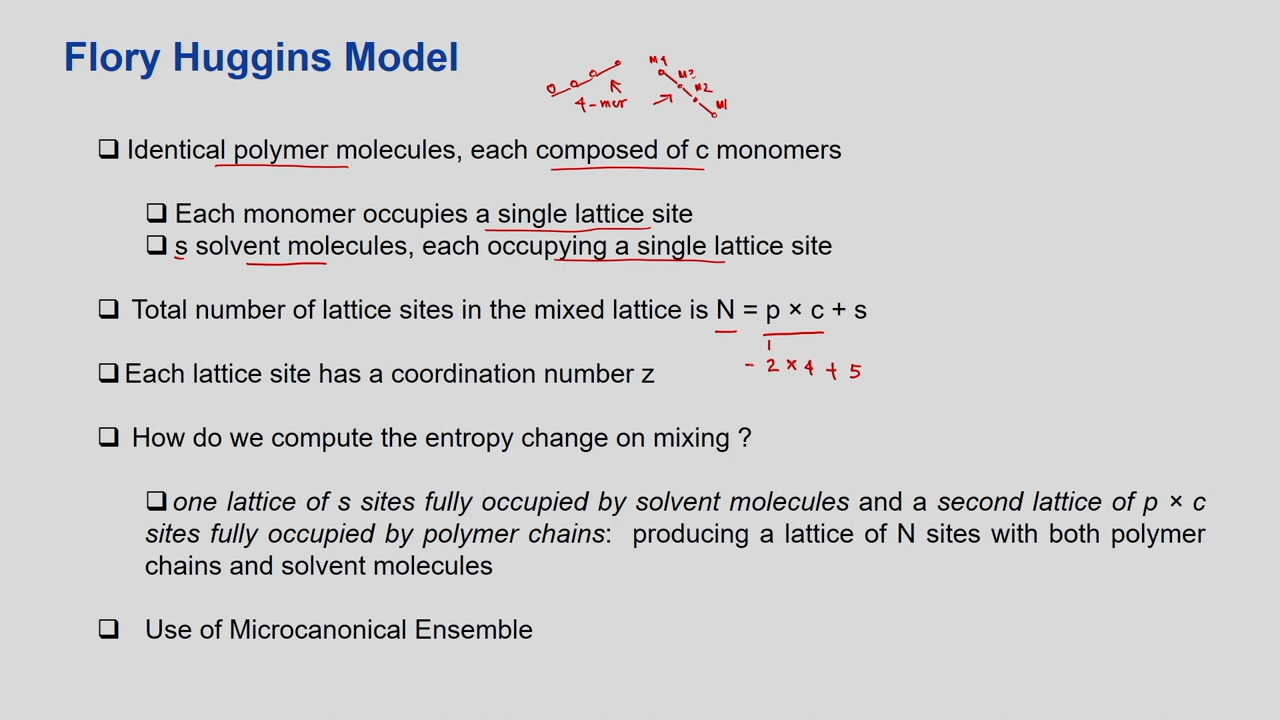 Flory Huggins Model
M4
M3
M2
M1
4-mer
❑ Identical polymer molecules, each composed of c monomers
❑ Each monomer occupies a single lattice site
❑ s solvent molecules, each occupying a single lattice site
❑ Total number of lattice sites in the mixed lattice is N = p × c + s
- 2 × 4 + 5
❑ Each lattice site has a coordination number z
❑ How do we compute the entropy change on mixing ?
❑ one lattice of s sites fully occupied by solvent molecules and a second lattice of p × c
sites fully occupied by polymer chains: producing a lattice of N sites with both polymer
chains and solvent molecules
❑ Use of Microcanonical Ensemble